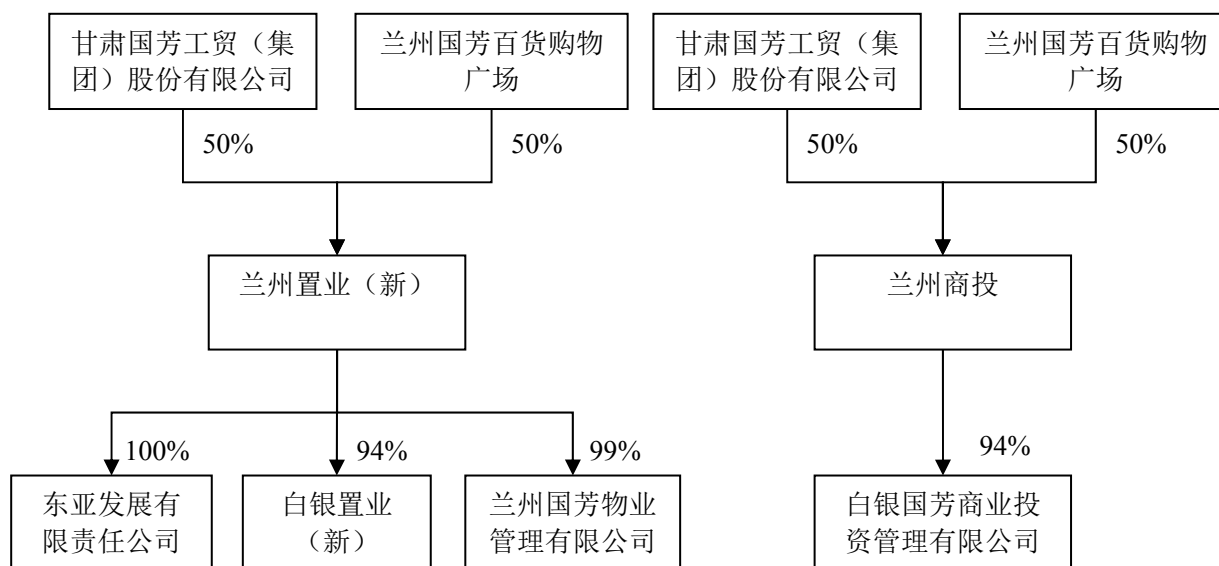 甘肃国芳工贸（集
团）股份有限公司
兰州国芳百货购物
广场
甘肃国芳工贸（集
团）股份有限公司
兰州国芳百货购物
广场
50%
50%
50%
50%
兰州置业（新）
兰州商投
100%
94%
99%
94%
东亚发展有
限责任公司
白银置业
（新）
兰州国芳物业
管理有限公司
白银国芳商业投
资管理有限公司